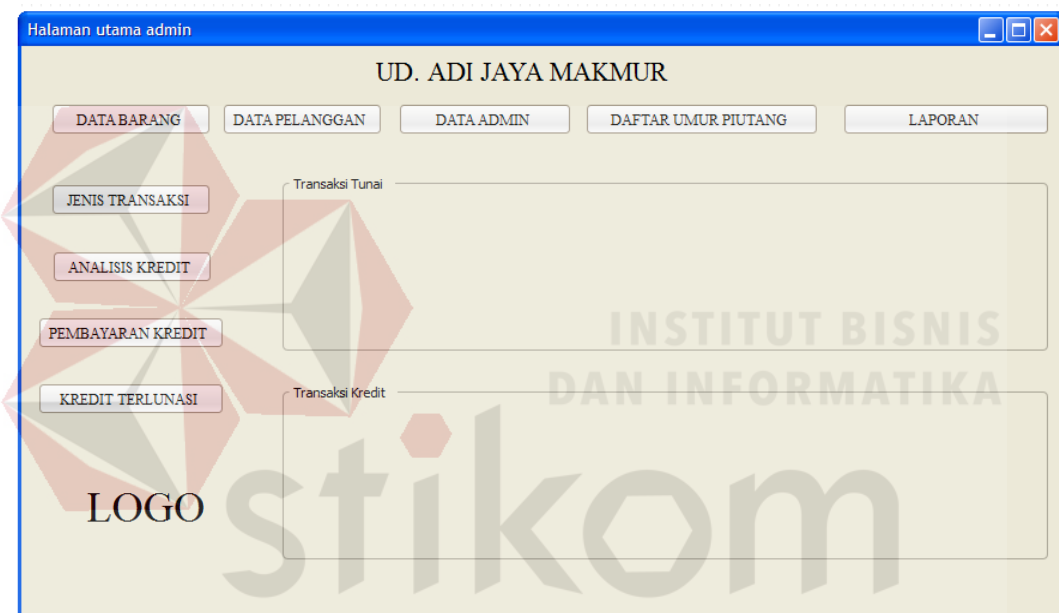 Halaman utama admin
UD. ADI JAYA MAKMUR
DATA BARANG
DATA PELANGGAN
DATA ADMIN
DAFTAR UMUR PIUTANG
LAPORAN
JENIS TRANSAKSI
ANALISIS KREDIT
PEMBAYARAN KREDIT
KREDIT TERLUNASI
LOGO
Transaksi Tunai
Transaksi Kredit
INSTITUT BISNIS
DAN INFORMATIKA
stikom